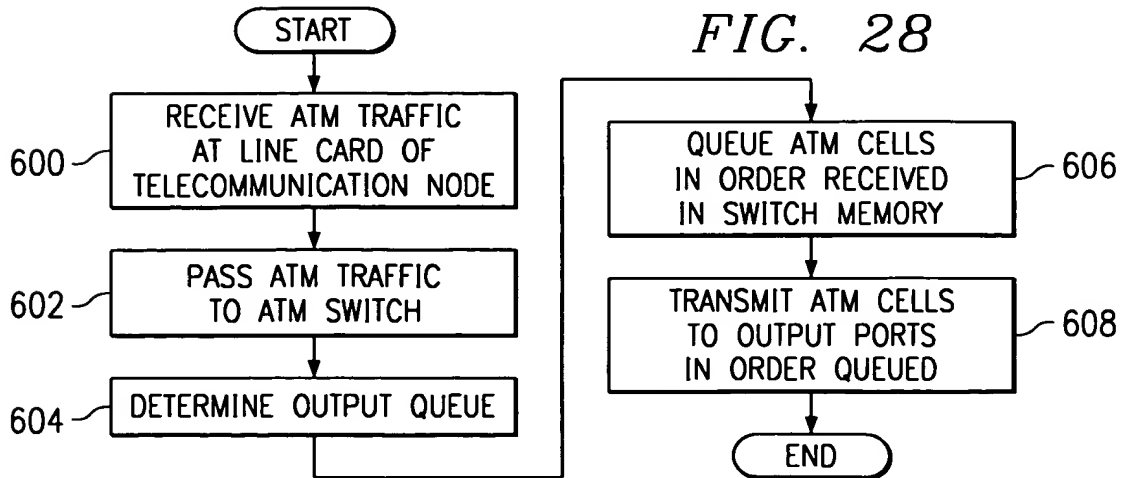 FIG. 28
START
600
RECEIVE ATM TRAFFIC
AT LINE CARD OF
TELECOMMUNICATION NODE
602
PASS ATM TRAFFIC
TO ATM SWITCH
604
DETERMINE OUTPUT QUEUE
606
QUEUE ATM CELLS
IN ORDER RECEIVED
IN SWITCH MEMORY
608
TRANSMIT ATM CELLS
TO OUTPUT PORTS
IN ORDER QUEUED
END